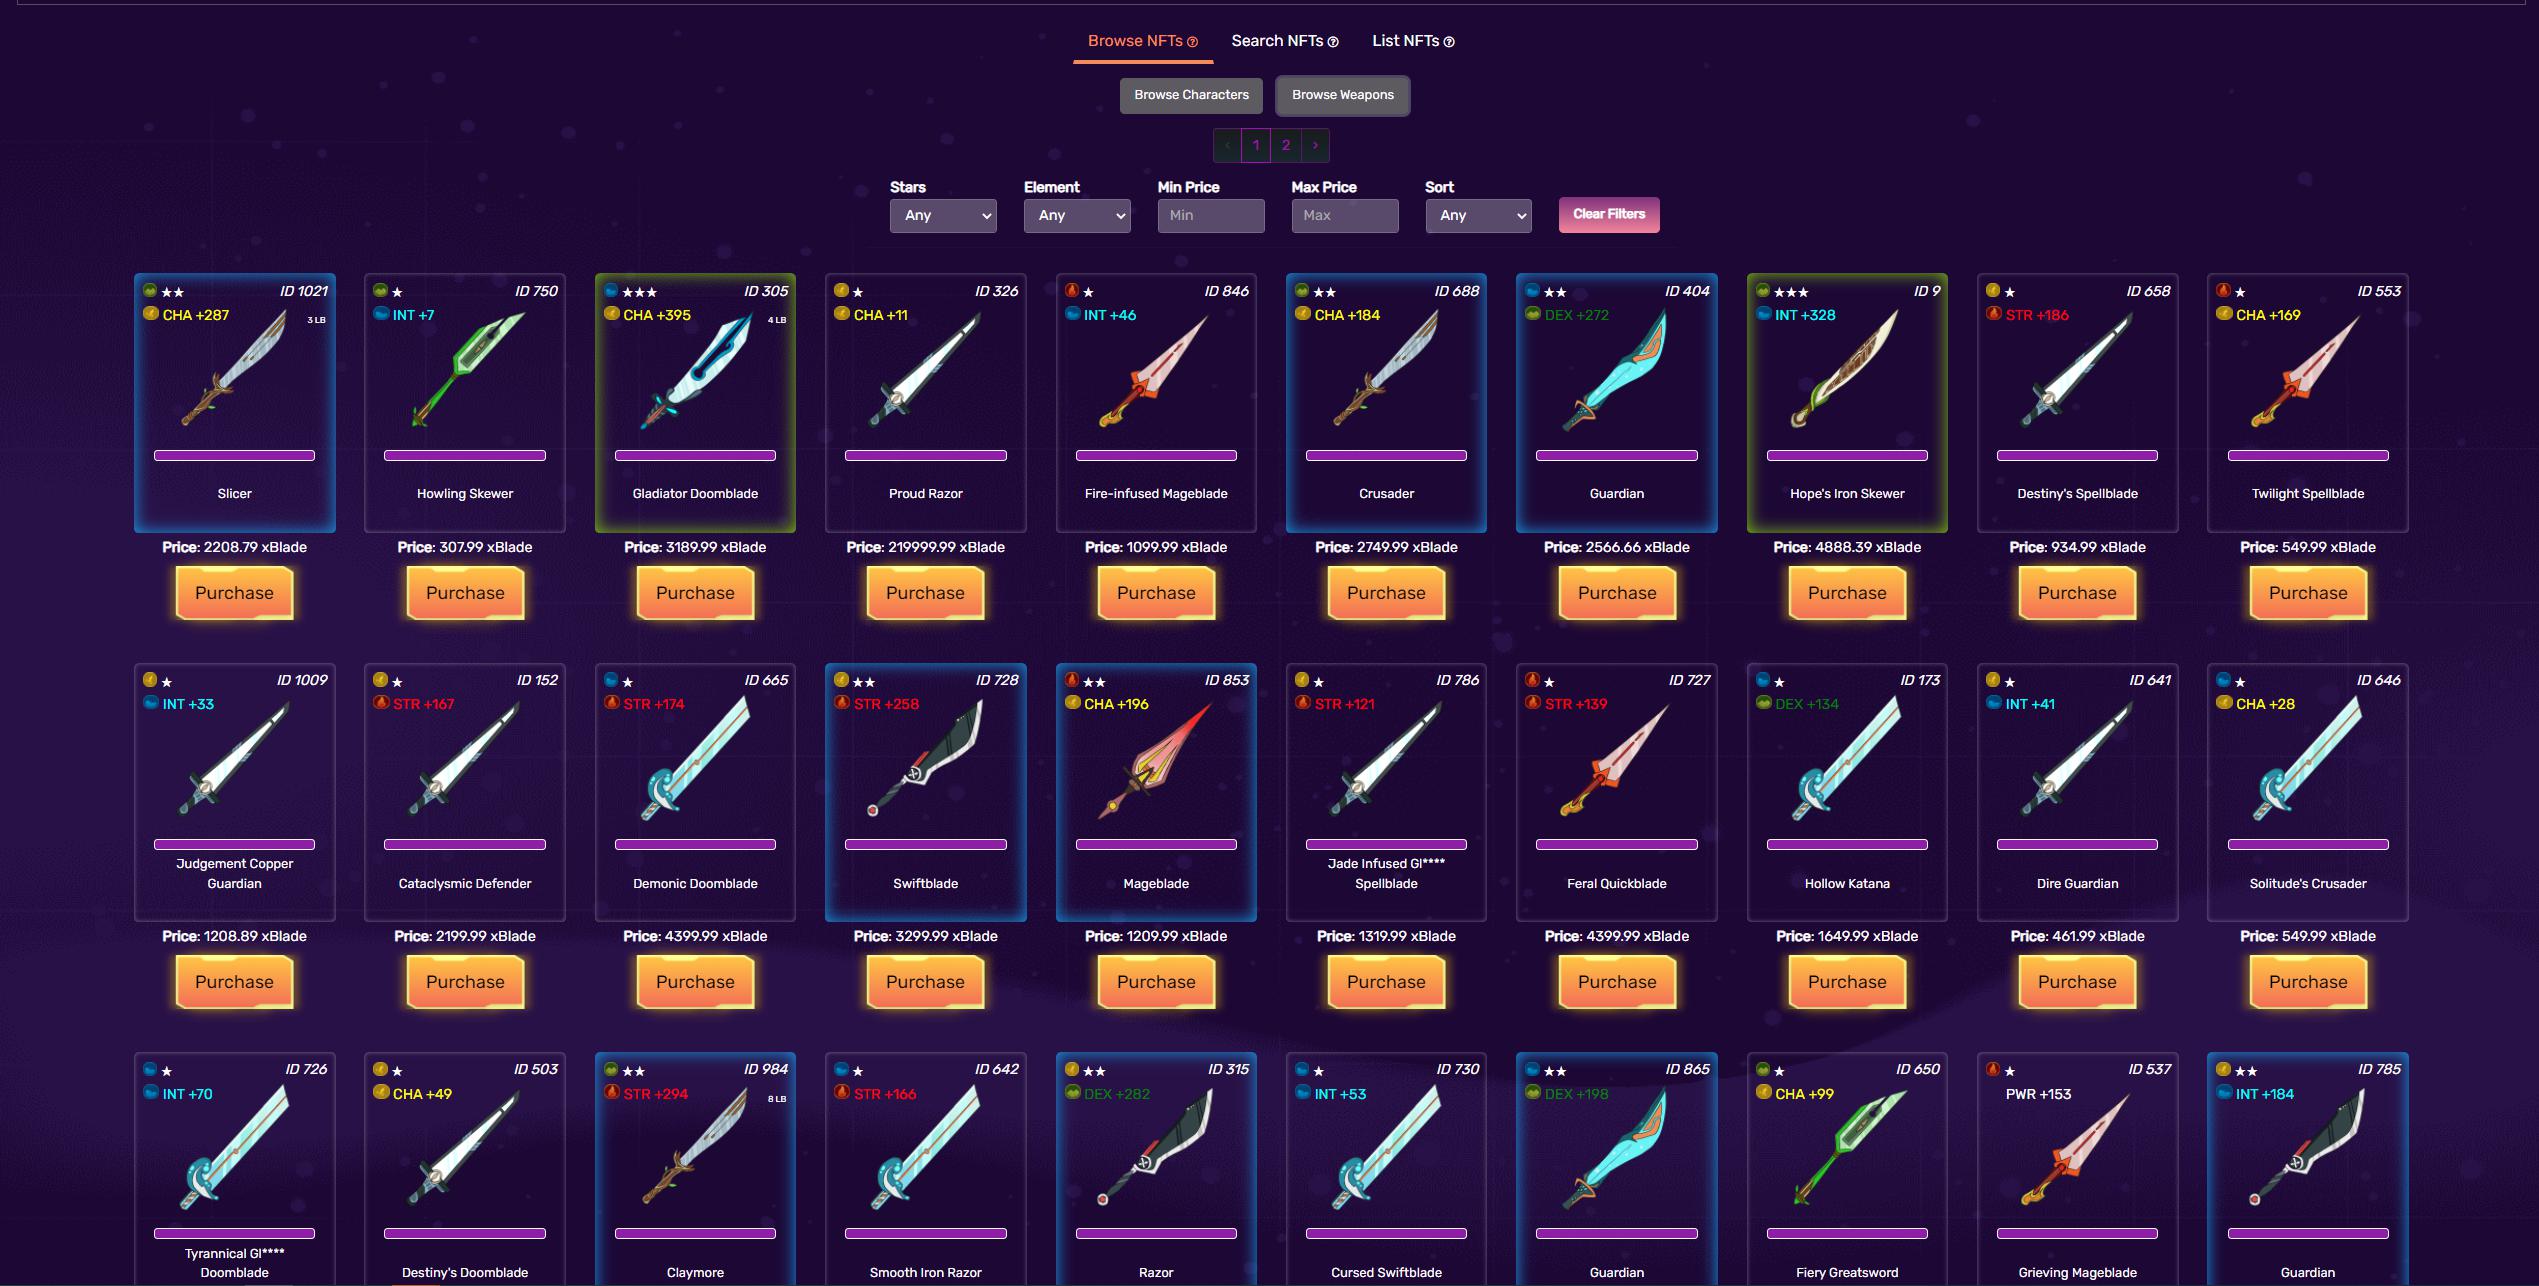 Browse NFTs Search NFTs List NFTs
Browse Characters Browse Weapons
‹ 1 2 ›
Stars Element Min Price Max Price Sort
Any Any Min Max Any Clear Filters
★★ ID 1021 ★ ID 750 ★★★ ID 305 ★ ID 326 ★ ID 846 ★★ ID 688 ★★ ID 404 ★★★ ID 9 ★ ID 658 ★ ID 553
CHA +287 3 LB INT +7 CHA +395 4 LB CHA +11 INT +46 CHA +184 DEX +272 INT +328 STR +186 CHA +169
Slicer Howling Skewer Gladiator Doomblade Proud Razor Fire-infused Mageblade Crusader Guardian Hope's Iron Skewer Destiny's Spellblade Twilight Spellblade
Price: 2208.79 xBlade Price: 307.99 xBlade Price: 3189.99 xBlade Price: 219999.99 xBlade Price: 1099.99 xBlade Price: 2749.99 xBlade Price: 2566.66 xBlade Price: 4888.39 xBlade Price: 934.99 xBlade Price: 549.99 xBlade
Purchase Purchase Purchase Purchase Purchase Purchase Purchase Purchase Purchase Purchase
★ ID 1009 ★ ID 152 ★ ID 665 ★★ ID 728 ★★ ID 853 ★ ID 786 ★ ID 727 ★ ID 173 ★ ID 641 ★ ID 646
INT +33 STR +167 STR +174 STR +258 CHA +196 STR +121 STR +139 DEX +134 INT +41 CHA +28
Judgement Copper Jade Infused Gl****
Guardian Cataclysmic Defender Demonic Doomblade Swiftblade Mageblade Spellblade Feral Quickblade Hollow Katana Dire Guardian Solitude's Crusader
Price: 1208.89 xBlade Price: 2199.99 xBlade Price: 4399.99 xBlade Price: 3299.99 xBlade Price: 1209.99 xBlade Price: 1319.99 xBlade Price: 4399.99 xBlade Price: 1649.99 xBlade Price: 461.99 xBlade Price: 549.99 xBlade
Purchase Purchase Purchase Purchase Purchase Purchase Purchase Purchase Purchase Purchase
★ ID 726 ★ ID 503 ★★ ID 984 ★ ID 642 ★★ ID 315 ★ ID 730 ★★ ID 865 ★ ID 650 ★ ID 537 ★★ ID 785
INT +70 CHA +49 STR +294 8 LB STR +166 DEX +282 INT +53 DEX +198 CHA +99 PWR +153 INT +184
Tyrannical Gl****
Doomblade Destiny's Doomblade Claymore Smooth Iron Razor Razor Cursed Swiftblade Guardian Fiery Greatsword Grieving Mageblade Guardian